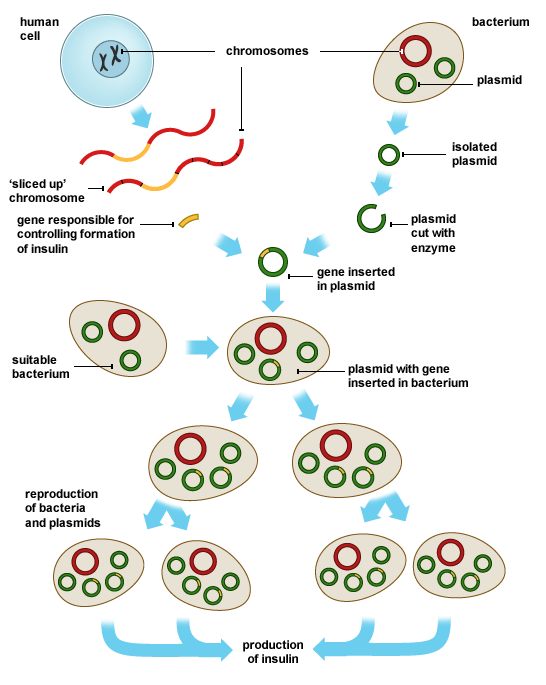 human
cell
chromosomes
bacterium
plasmid
isolated
plasmid
‘sliced up’
chromosome
gene responsible for
controlling formation
of insulin
plasmid
cut with
enzyme
gene inserted
in plasmid
suitable
bacterium
plasmid with gene
inserted in bacterium
reproduction
of bacteria
and plasmids
production
of insulin